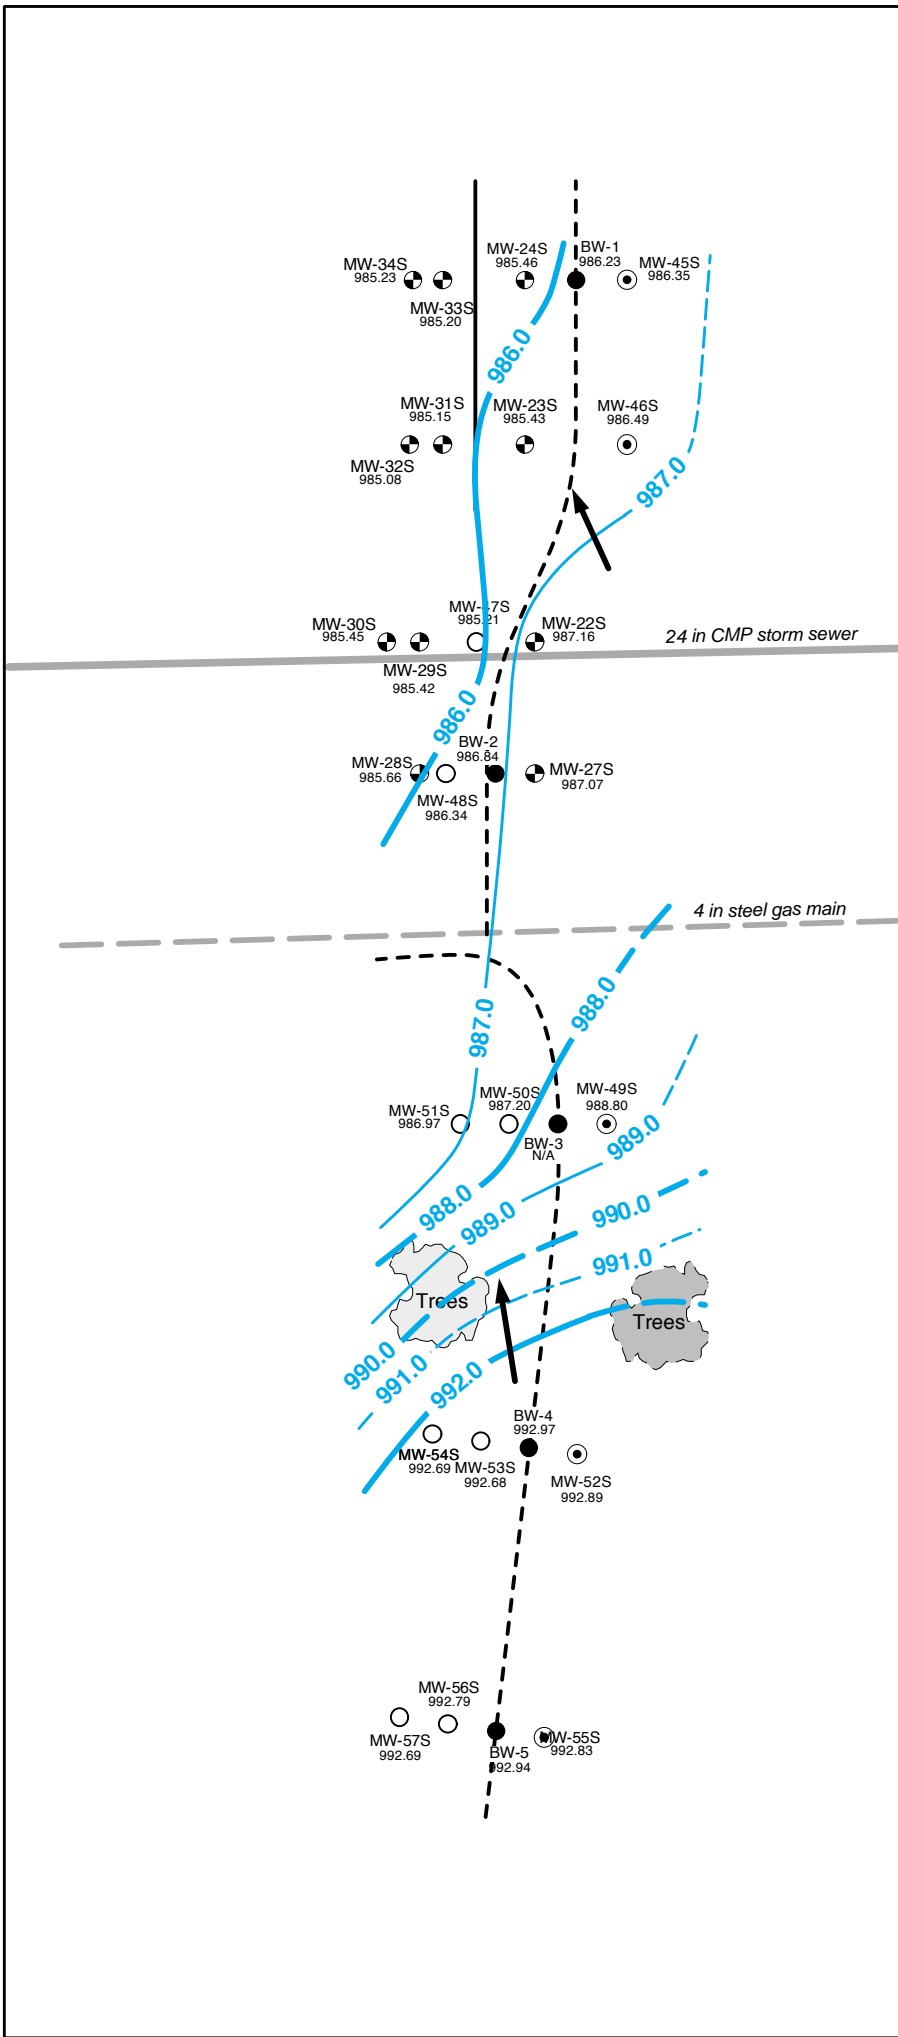 MW-24S
985.46
BW-1
986.23
MW-45S
986.35
MW-34S
985.23
MW-33S
985.20
986.0
MW-31S
985.15
MW-23S
985.43
MW-46S
986.49
MW-32S
985.08
987.0
MW-47S
985.21
MW-30S
985.45
MW-22S
987.16
24 in CMP storm sewer
MW-29S
985.42
986.0
BW-2
986.84
MW-28S
985.66
MW-27S
987.07
MW-48S
986.34
4 in steel gas main
988.0
987.0
MW-49S
988.80
MW-50S
987.20
MW-51S
986.97
BW-3
N/A
989.0
988.0
989.0
990.0
991.0
Trees
Trees
990.0
991.0
992.0
BW-4
992.97
MW-54S
992.69
MW-53S
992.68
MW-52S
992.89
MW-56S
992.79
MW-57S
992.69
BW-5
992.94
MW-55S
992.83